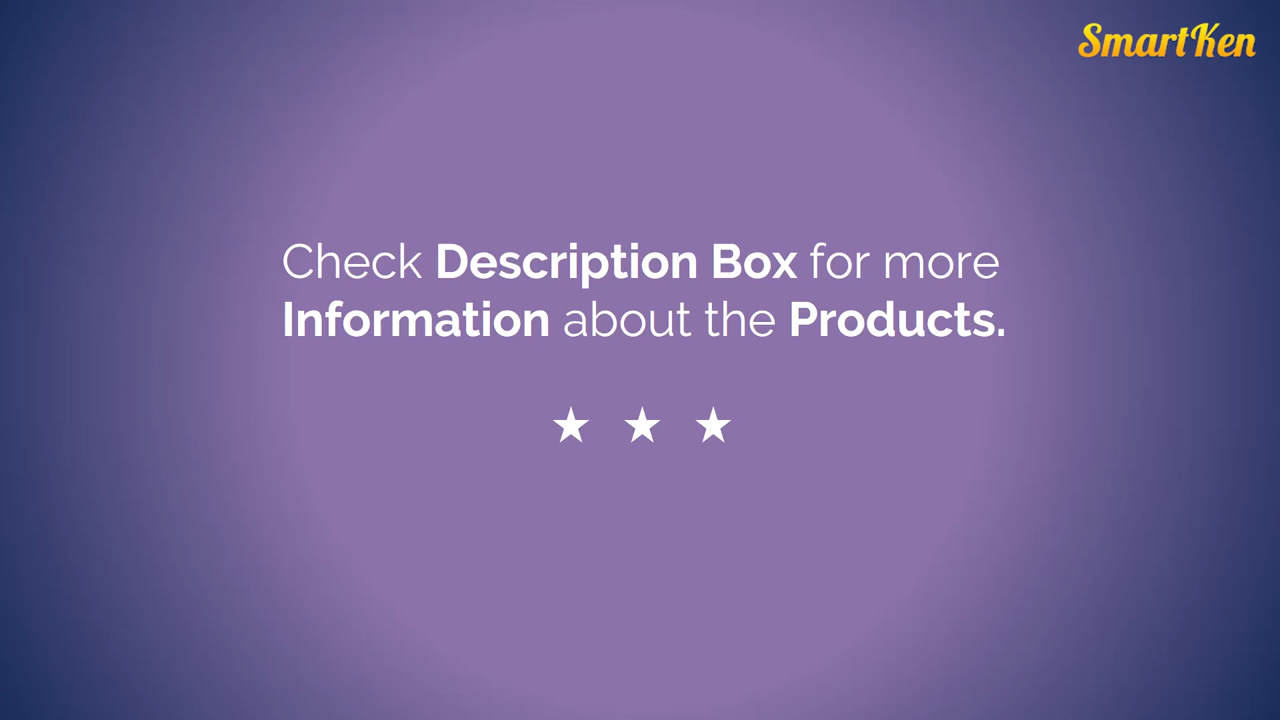 SmartKen
Check Description Box for more
Information about the Products.